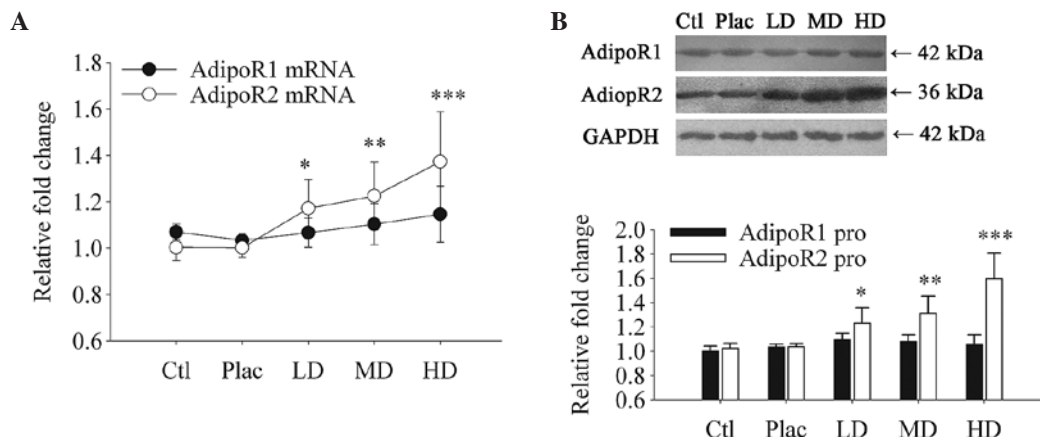 A
Relative fold change
1.8
1.6
1.4
1.2
1.0
0.8
0.6
AdipoR1 mRNA
AdipoR2 mRNA
*
**
***
Ctl Plac LD MD HD
B
Ctl Plac LD MD HD
AdipoR1 ← 42 kDa
AdiopR2 ← 36 kDa
GAPDH ← 42 kDa
Relative fold change
2.0
1.8
1.6
1.4
1.2
1.0
0.8
0.6
AdipoR1 pro
AdipoR2 pro
*
**
***
Ctl Plac LD MD HD